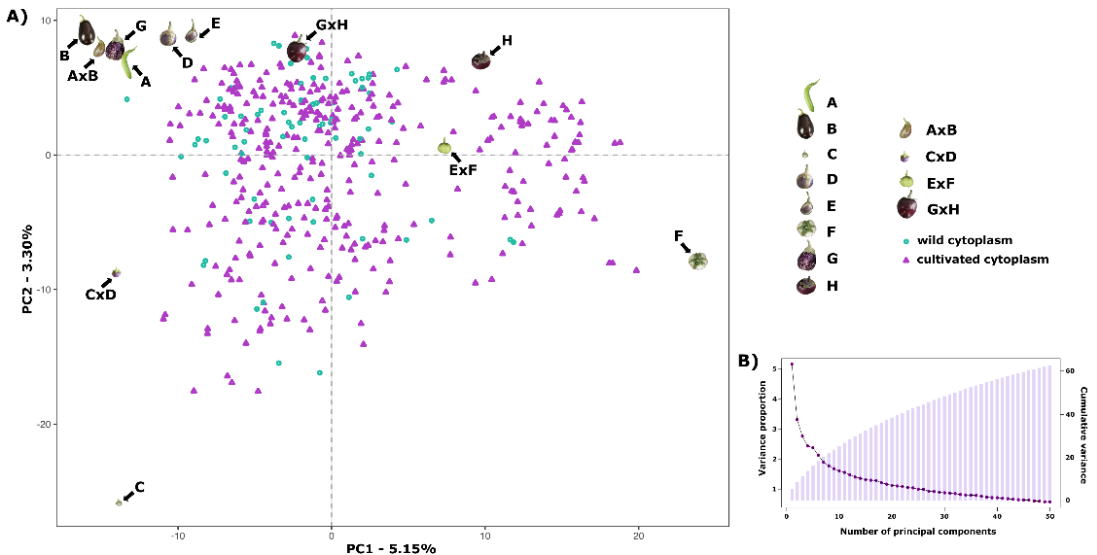 A)
10
0
-10
-20
PC2 - 3.30%
B
AxB
G
A
D
E
GxH
H
ExF
F
CxD
C
-10
0
10
20
PC1 - 5.15%
A
B
C
D
E
F
G
H
AxB
CxD
ExF
GxH
wild cytoplasm
cultivated cytoplasm
B)
Variance proportion
5
4
3
2
1
60
40
20
0
Cumulative variance
0
10
20
30
40
50
Number of principal components